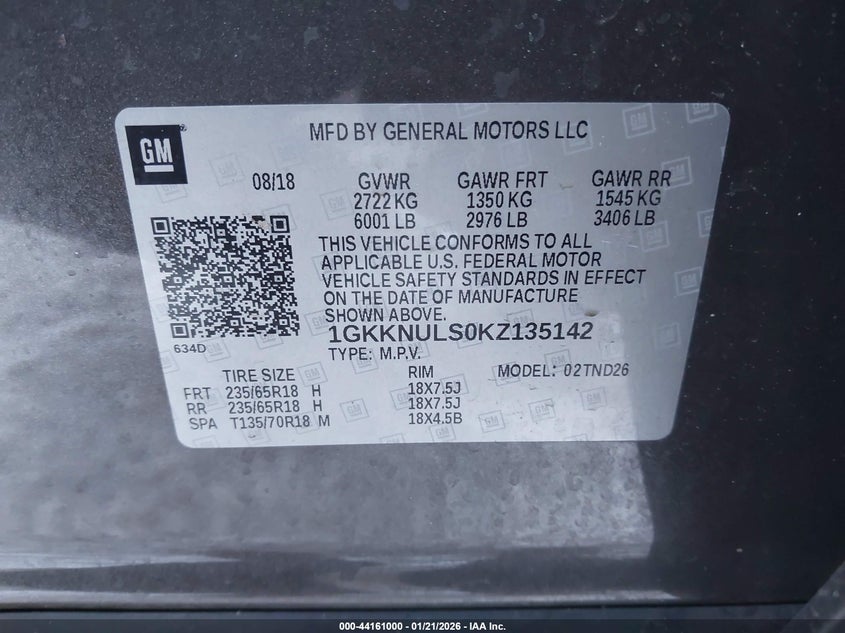 GM
MFD BY GENERAL MOTORS LLC
08/18 GVWR GAWR FRT GAWR RR
2722 KG 1350 KG 1545 KG
6001 LB 2976 LB 3406 LB
THIS VEHICLE CONFORMS TO ALL
APPLICABLE U.S. FEDERAL MOTOR
VEHICLE SAFETY STANDARDS IN EFFECT
ON THE DATE OF MANUFACTURE
SHOWN ABOVE.
1GKKNULS0KZ135142
634D
TYPE: M.P.V.
TIRE SIZE RIM MODEL: 02TND26
FRT 235/65R18 H 18X7.5J
RR 235/65R18 H 18X7.5J
SPA T135/70R18 M 18X4.5B
000-44161000 - 01/21/2026 - IAA Inc.